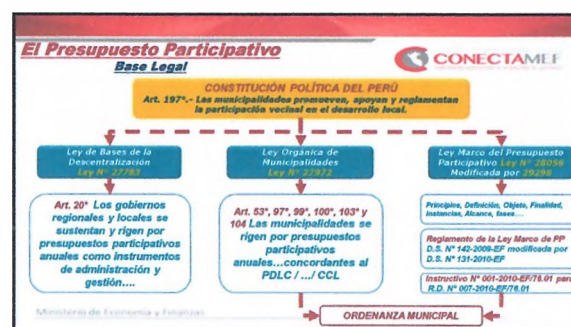 El Presupuesto Participativo
Base Legal
CONECTAMEF
CONSTITUCIÓN POLÍTICA DEL PERÚ
Art. 197°.- Las municipalidades promueven, apoyan y reglamentan
la participación vecinal en el desarrollo local.
Ley de Bases de la
Descentralización
Ley N° 27783
Art. 20° Los gobiernos
regionales y locales se
sustentan y rigen por
presupuestos participativos
anuales como instrumentos
de administración y
gestión....
Ley Orgánica de
Municipalidades
Ley N° 27972
Art. 53°, 97°, 99°, 100°, 103° y
104 Las municipalidades se
rigen por presupuestos
participativos
anuales...concordantes al
PDLC / .../ CCL
Ley Marco del Presupuesto
Participativo Ley N° 28056
Modificada por
29298
Principios, Definición, Objeto, Finalidad,
Instancias, Alcance, fases....
Reglamento de la Ley Marco de PP
D.S. N° 142-2009-EF modificado por
D.S. N° 131-2010-EF
Instructivo N° 001-2010-EF/76.01 para
R.D. N° 007-2010-EF/76.01
ORDENANZA MUNICIPAL
Ministerio de Economía y Finanzas